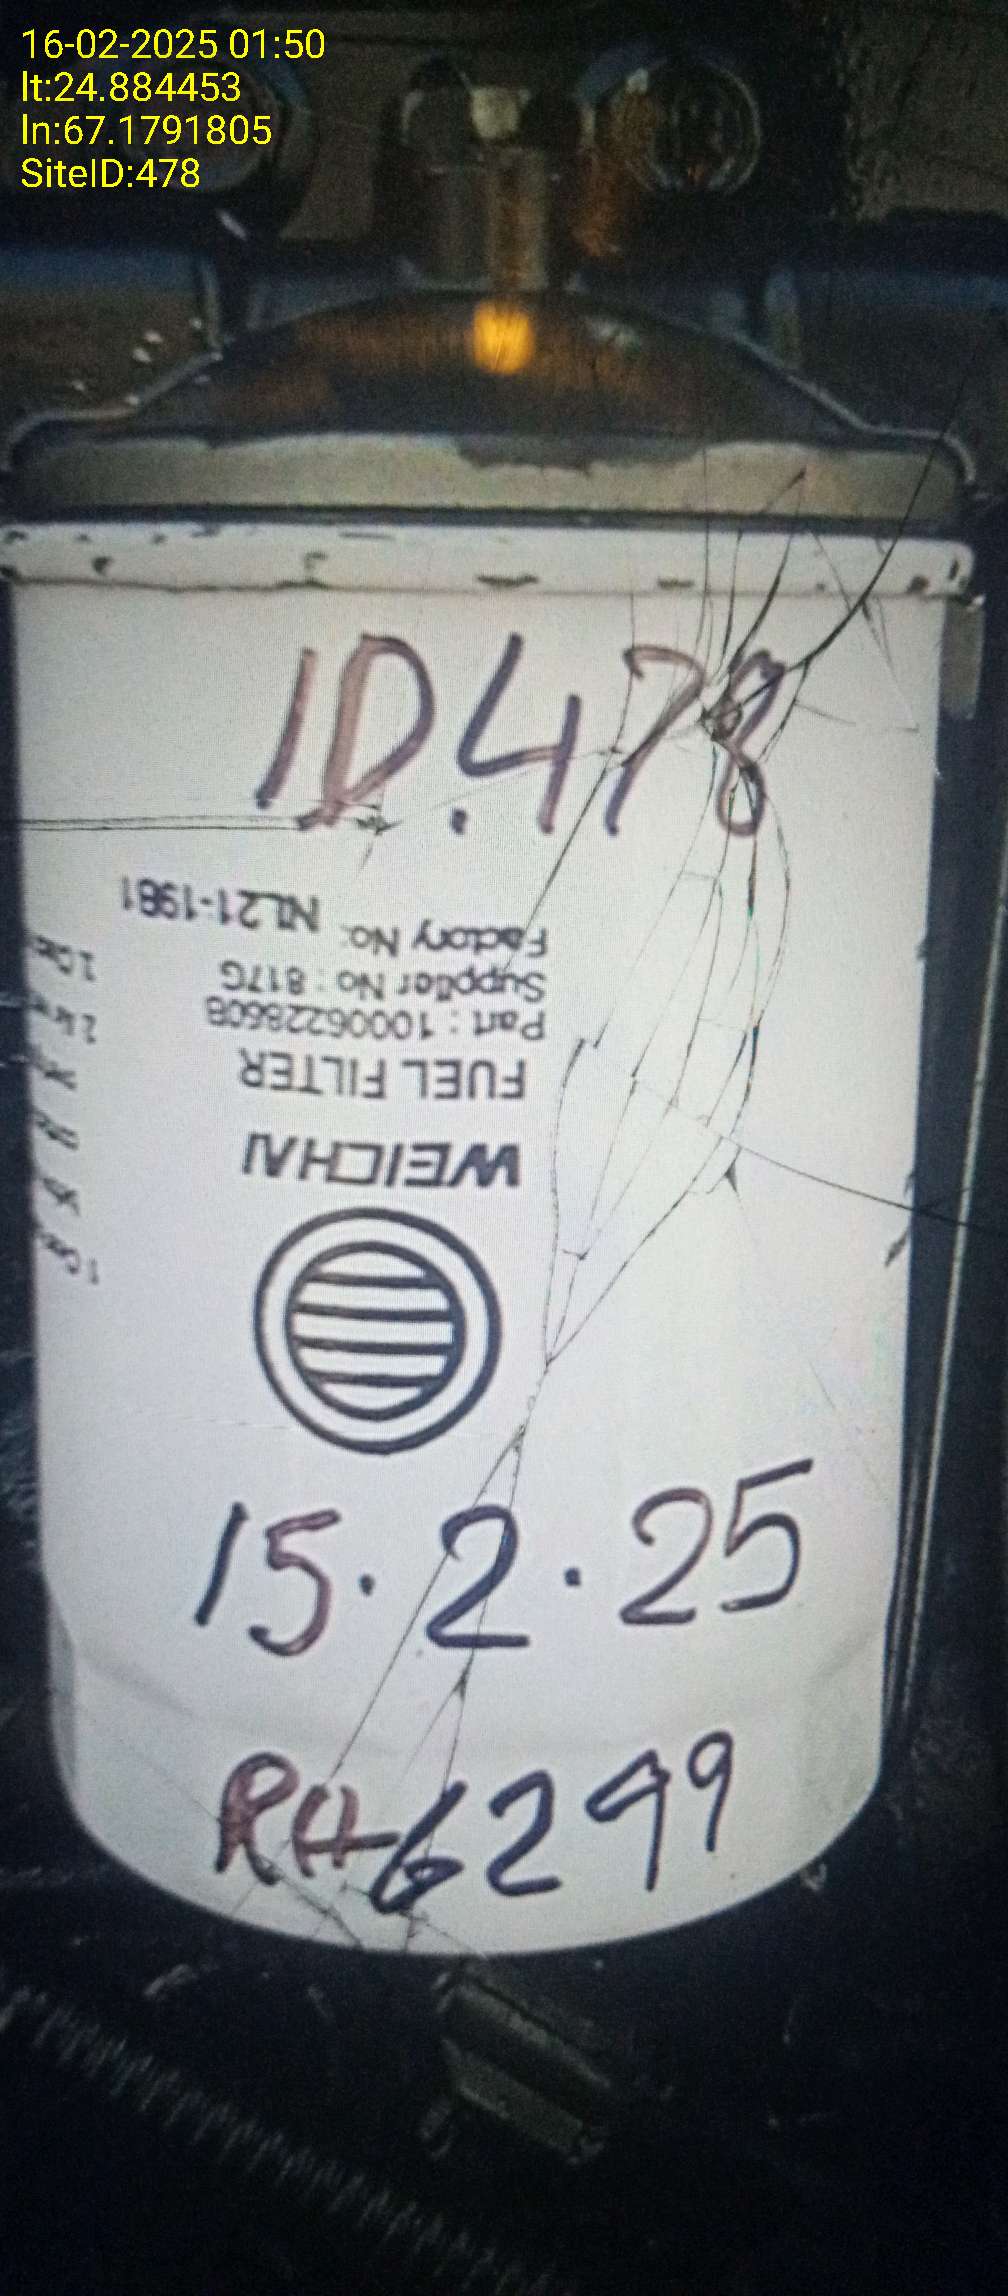 16-02-2025 01:50
lt:24.884453
ln:67.1791805
SiteID:478
ID.478
WEICHAI
FUEL FILTER
Part : 1000622860B
Supplier No : 817G
Factory No: NL21-1981
15.2.25
RH6299